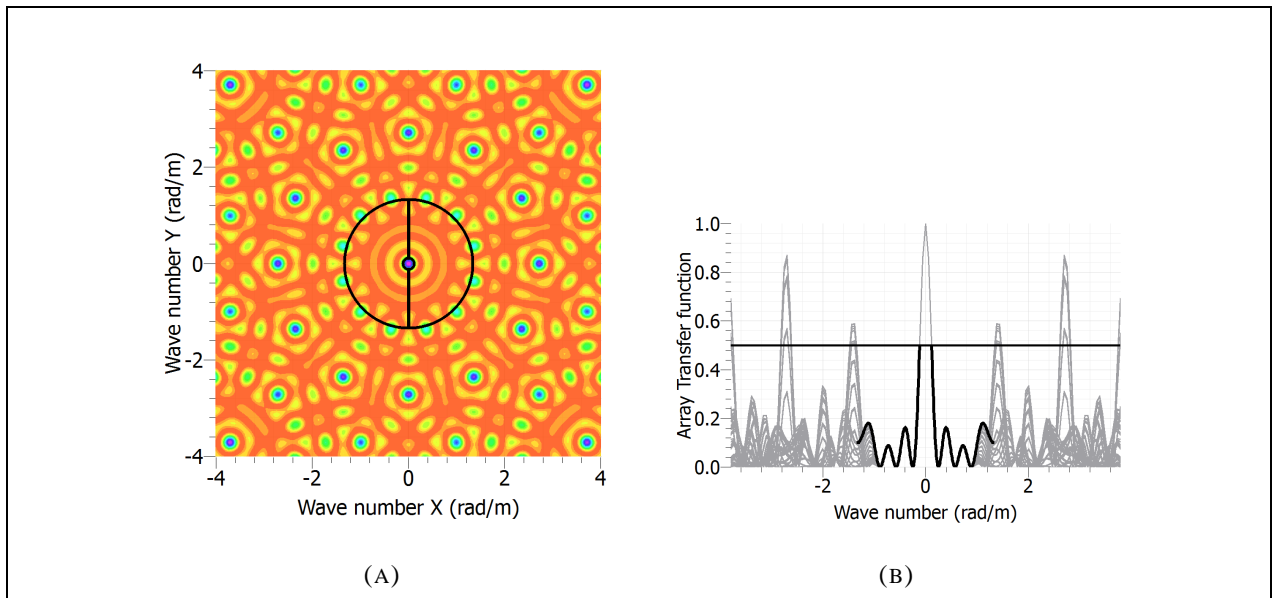 4
2
0
-2
-4
Wave number Y (rad/m)
-4 -2 0 2 4
Wave number X (rad/m)
(A)
1.0
0.8
0.6
0.4
0.2
0.0
Array Transfer function
-2 0 2
Wave number (rad/m)
(B)